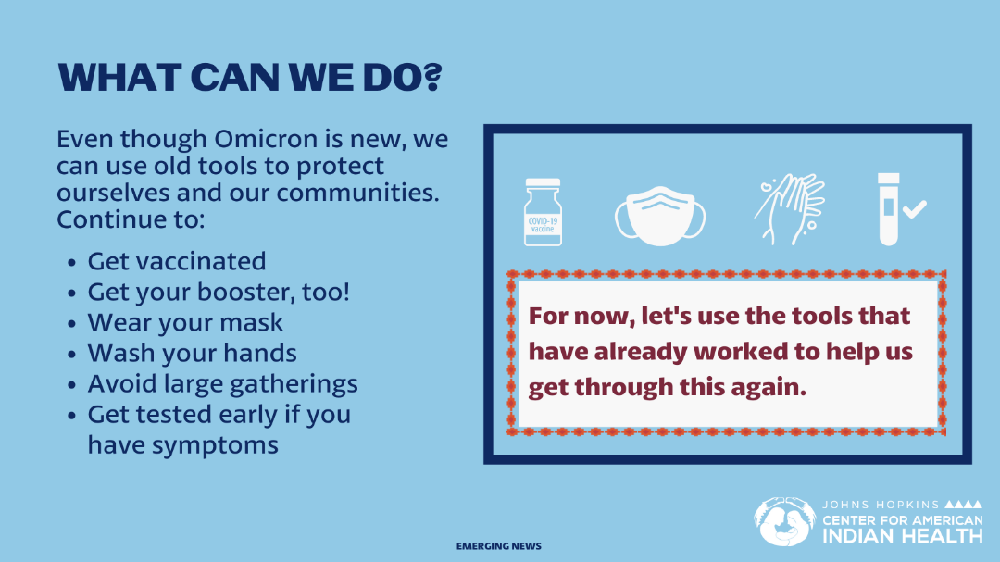 WHAT CAN WE DO?
Even though Omicron is new, we
can use old tools to protect
ourselves and our communities.
Continue to:
• Get vaccinated
• Get your booster, too!
• Wear your mask
• Wash your hands
• Avoid large gatherings
• Get tested early if you
have symptoms
COVID-19
vaccine
For now, let's use the tools that
have already worked to help us
get through this again.
JOHNS HOPKINS
CENTER FOR AMERICAN
INDIAN HEALTH
EMERGING NEWS